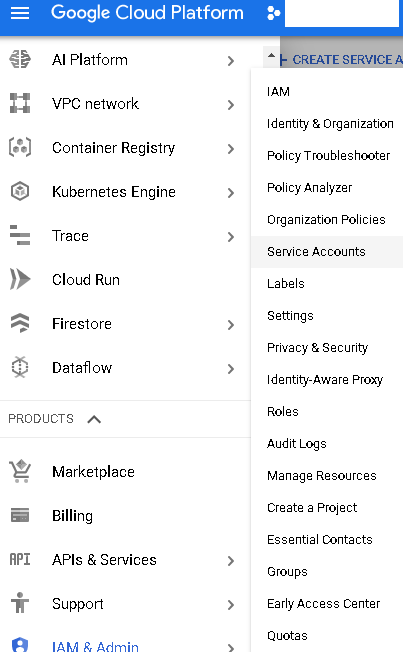 Google Cloud Platform
CREATE SERVICE A
AI Platform
VPC network
Container Registry
Kubernetes Engine
Trace
Cloud Run
Firestore
Dataflow
PRODUCTS
Marketplace
Billing
API APIs & Services
Support
IAM & Admin
IAM
Identity & Organization
Policy Troubleshooter
Policy Analyzer
Organization Policies
Service Accounts
Labels
Settings
Privacy & Security
Identity-Aware Proxy
Roles
Audit Logs
Manage Resources
Create a Project
Essential Contacts
Groups
Early Access Center
Quotas